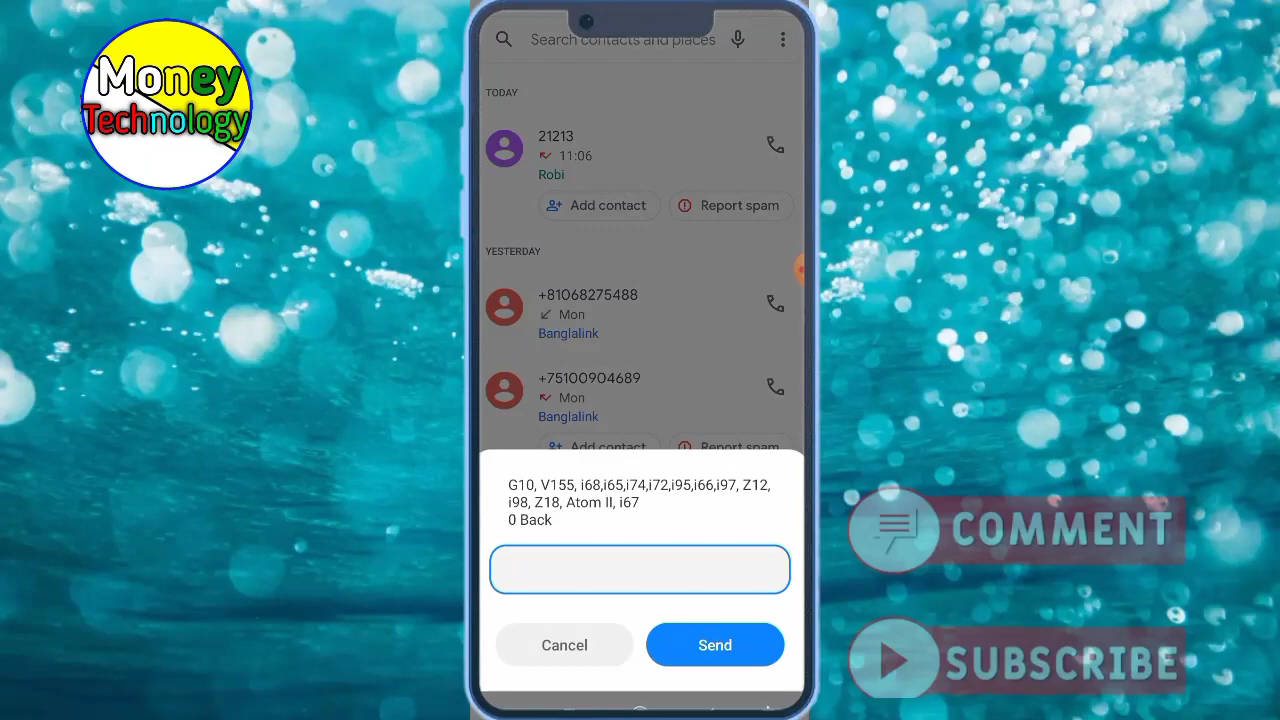 Money
Technology
Search contacts and places
TODAY
21213
11:06
Robi
Add contact
Report spam
YESTERDAY
+81068275488
Mon
Banglalink
+75100904689
Mon
Banglalink
Add contact
Report spam
G10, V155, i68,i65,i74,i72,i95,i66,i97, Z12,
i98, Z18, Atom II, i67
0 Back
Cancel
Send
COMMENT
SUBSCRIBE